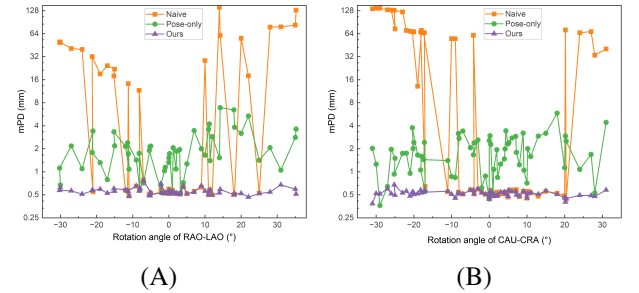 128
64
32
16
8
4
2
1
0.5
0.25
mPD (mm)
Naive
Pose-only
Ours
−30 −20 −10 0 10 20 30
Rotation angle of RAO-LAO (°)
(A)
128
64
32
16
8
4
2
1
0.5
0.25
mPD (mm)
Naive
Pose-only
Ours
−30 −20 −10 0 10 20 30
Rotation angle of CAU-CRA (°)
(B)